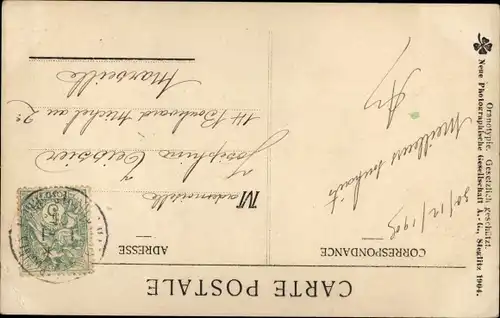 CARTE POSTALE
CORRESPONDANCE
ADRESSE
30/12/1905
Meilleurs souhaits
Mademoiselle
Joséphine Teissier
14 Boulevard Michel au 2e
Marseille
Orthotypie. Gesetzlich geschützt.
Neue Photographische Gesellschaft A.-G., Steglitz 1904.